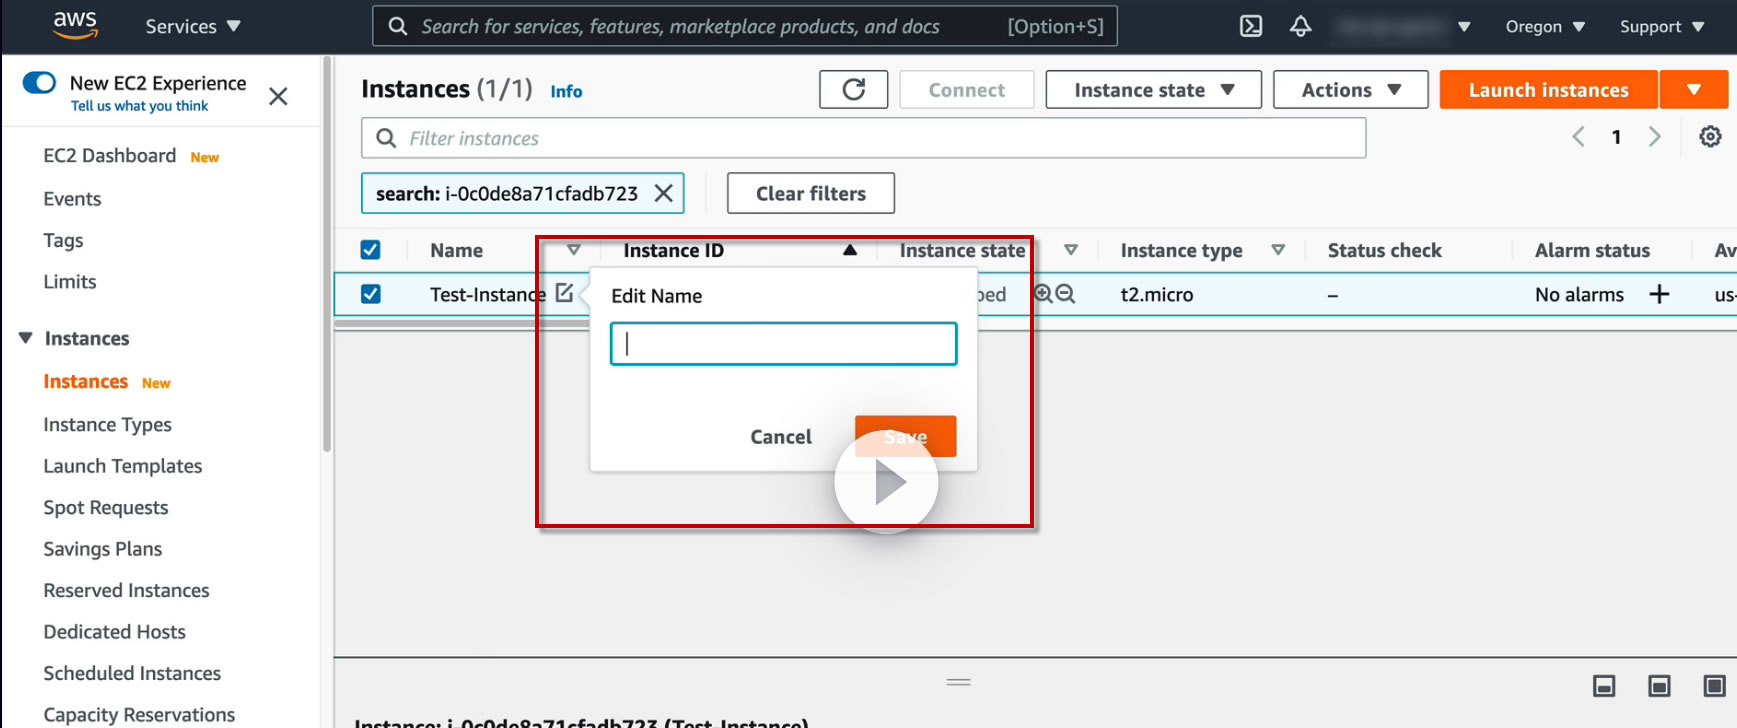 aws
Services
Search for services, features, marketplace products, and docs [Option+S]
Oregon
Support
New EC2 Experience
Tell us what you think
EC2 Dashboard New
Events
Tags
Limits
Instances
Instances New
Instance Types
Launch Templates
Spot Requests
Savings Plans
Reserved Instances
Dedicated Hosts
Scheduled Instances
Capacity Reservations
Instances (1/1) Info
Connect
Instance state
Actions
Launch instances
Filter instances
1
search: i-0c0de8a71cfadb723
Clear filters
Name Instance ID Instance state Instance type Status check Alarm status Av
Test-Instance ped t2.micro – No alarms + us-
Edit Name
Cancel
Save
Instance: i-0c0de8a71cfadb723 (Test-Instance)